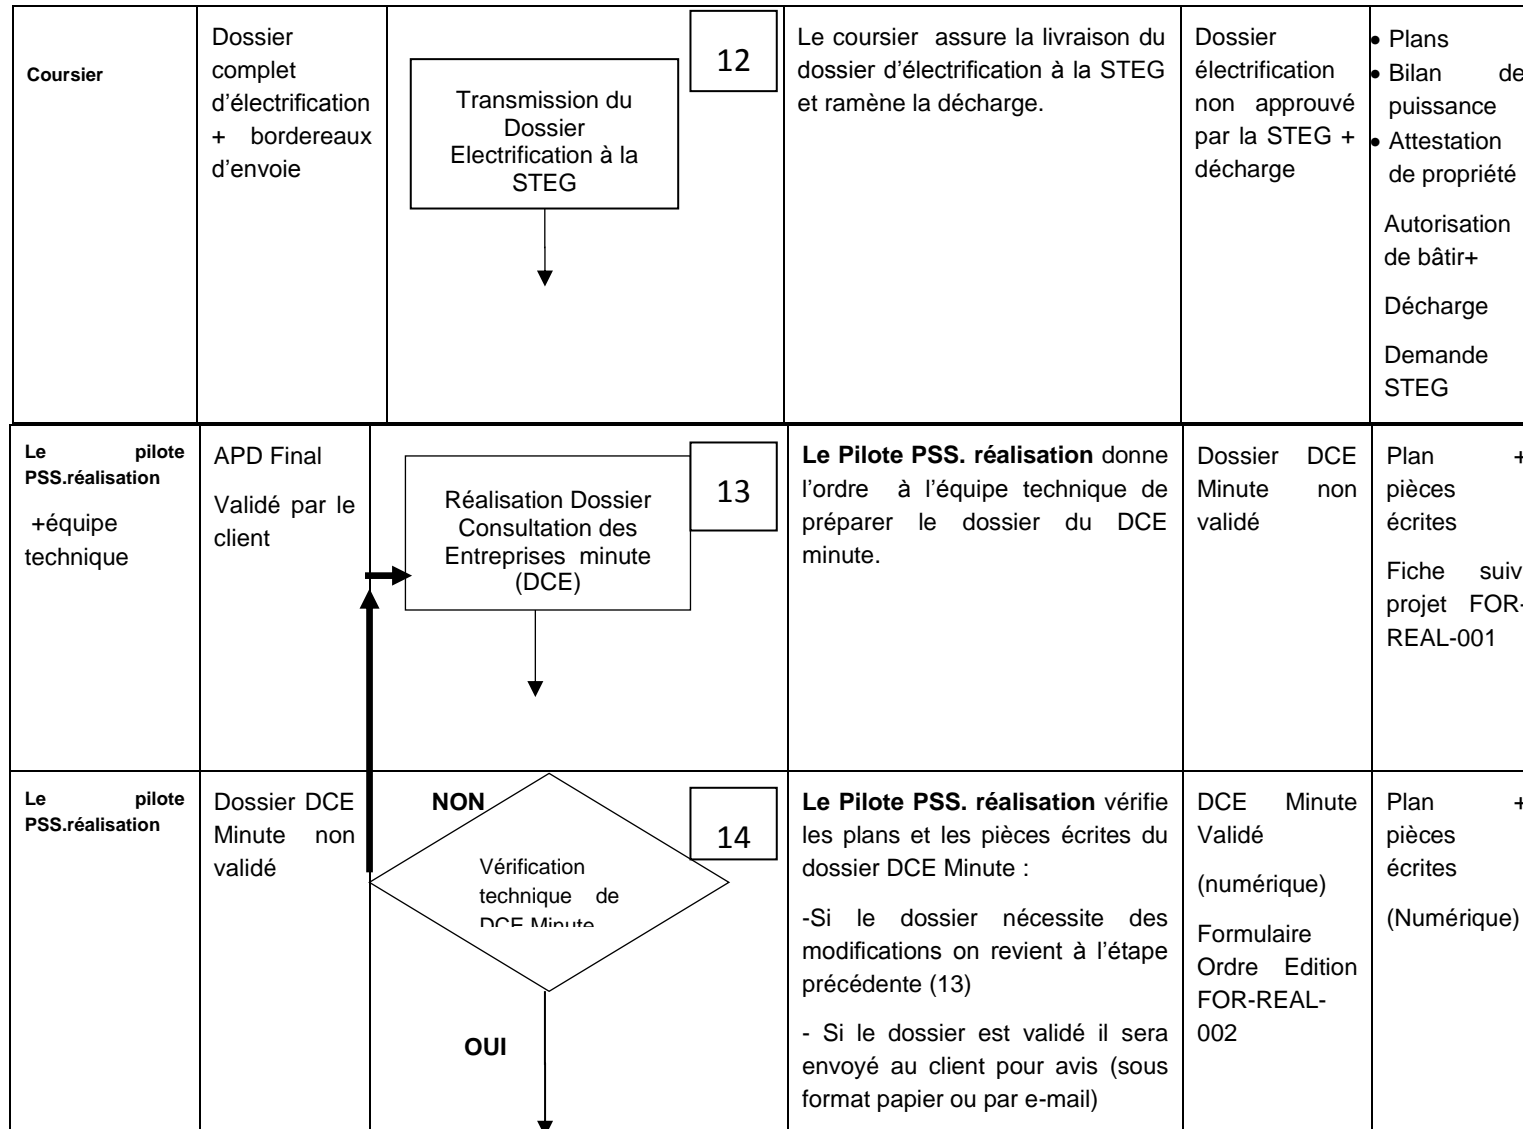 Coursier
Dossier
complet
d’électrification
+ bordereaux
d’envoie
12
Transmission du
Dossier
Electrification à la
STEG
Le coursier assure la livraison du
dossier d’électrification à la STEG
et ramène la décharge.
Dossier
électrification
non approuvé
par la STEG +
décharge
• Plans
• Bilan de
puissance
• Attestation
de propriété
Autorisation
de bâtir+
Décharge
Demande
STEG
Le pilote
PSS.réalisation
+équipe
technique
APD Final
Validé par le
client
13
Réalisation Dossier
Consultation des
Entreprises minute
(DCE)
Le Pilote PSS. réalisation donne
l’ordre à l’équipe technique de
préparer le dossier du DCE
minute.
Dossier DCE
Minute non
validé
Plan +
pièces
écrites
Fiche suiv
projet FOR-
REAL-001
Le pilote
PSS.réalisation
Dossier DCE
Minute non
validé
NON
14
Vérification
technique de
DCE Minute
OUI
Le Pilote PSS. réalisation vérifie
les plans et les pièces écrites du
dossier DCE Minute :
-Si le dossier nécessite des
modifications on revient à l’étape
précédente (13)
- Si le dossier est validé il sera
envoyé au client pour avis (sous
format papier ou par e-mail)
DCE Minute
Validé
(numérique)
Formulaire
Ordre Edition
FOR-REAL-
002
Plan +
pièces
écrites
(Numérique)